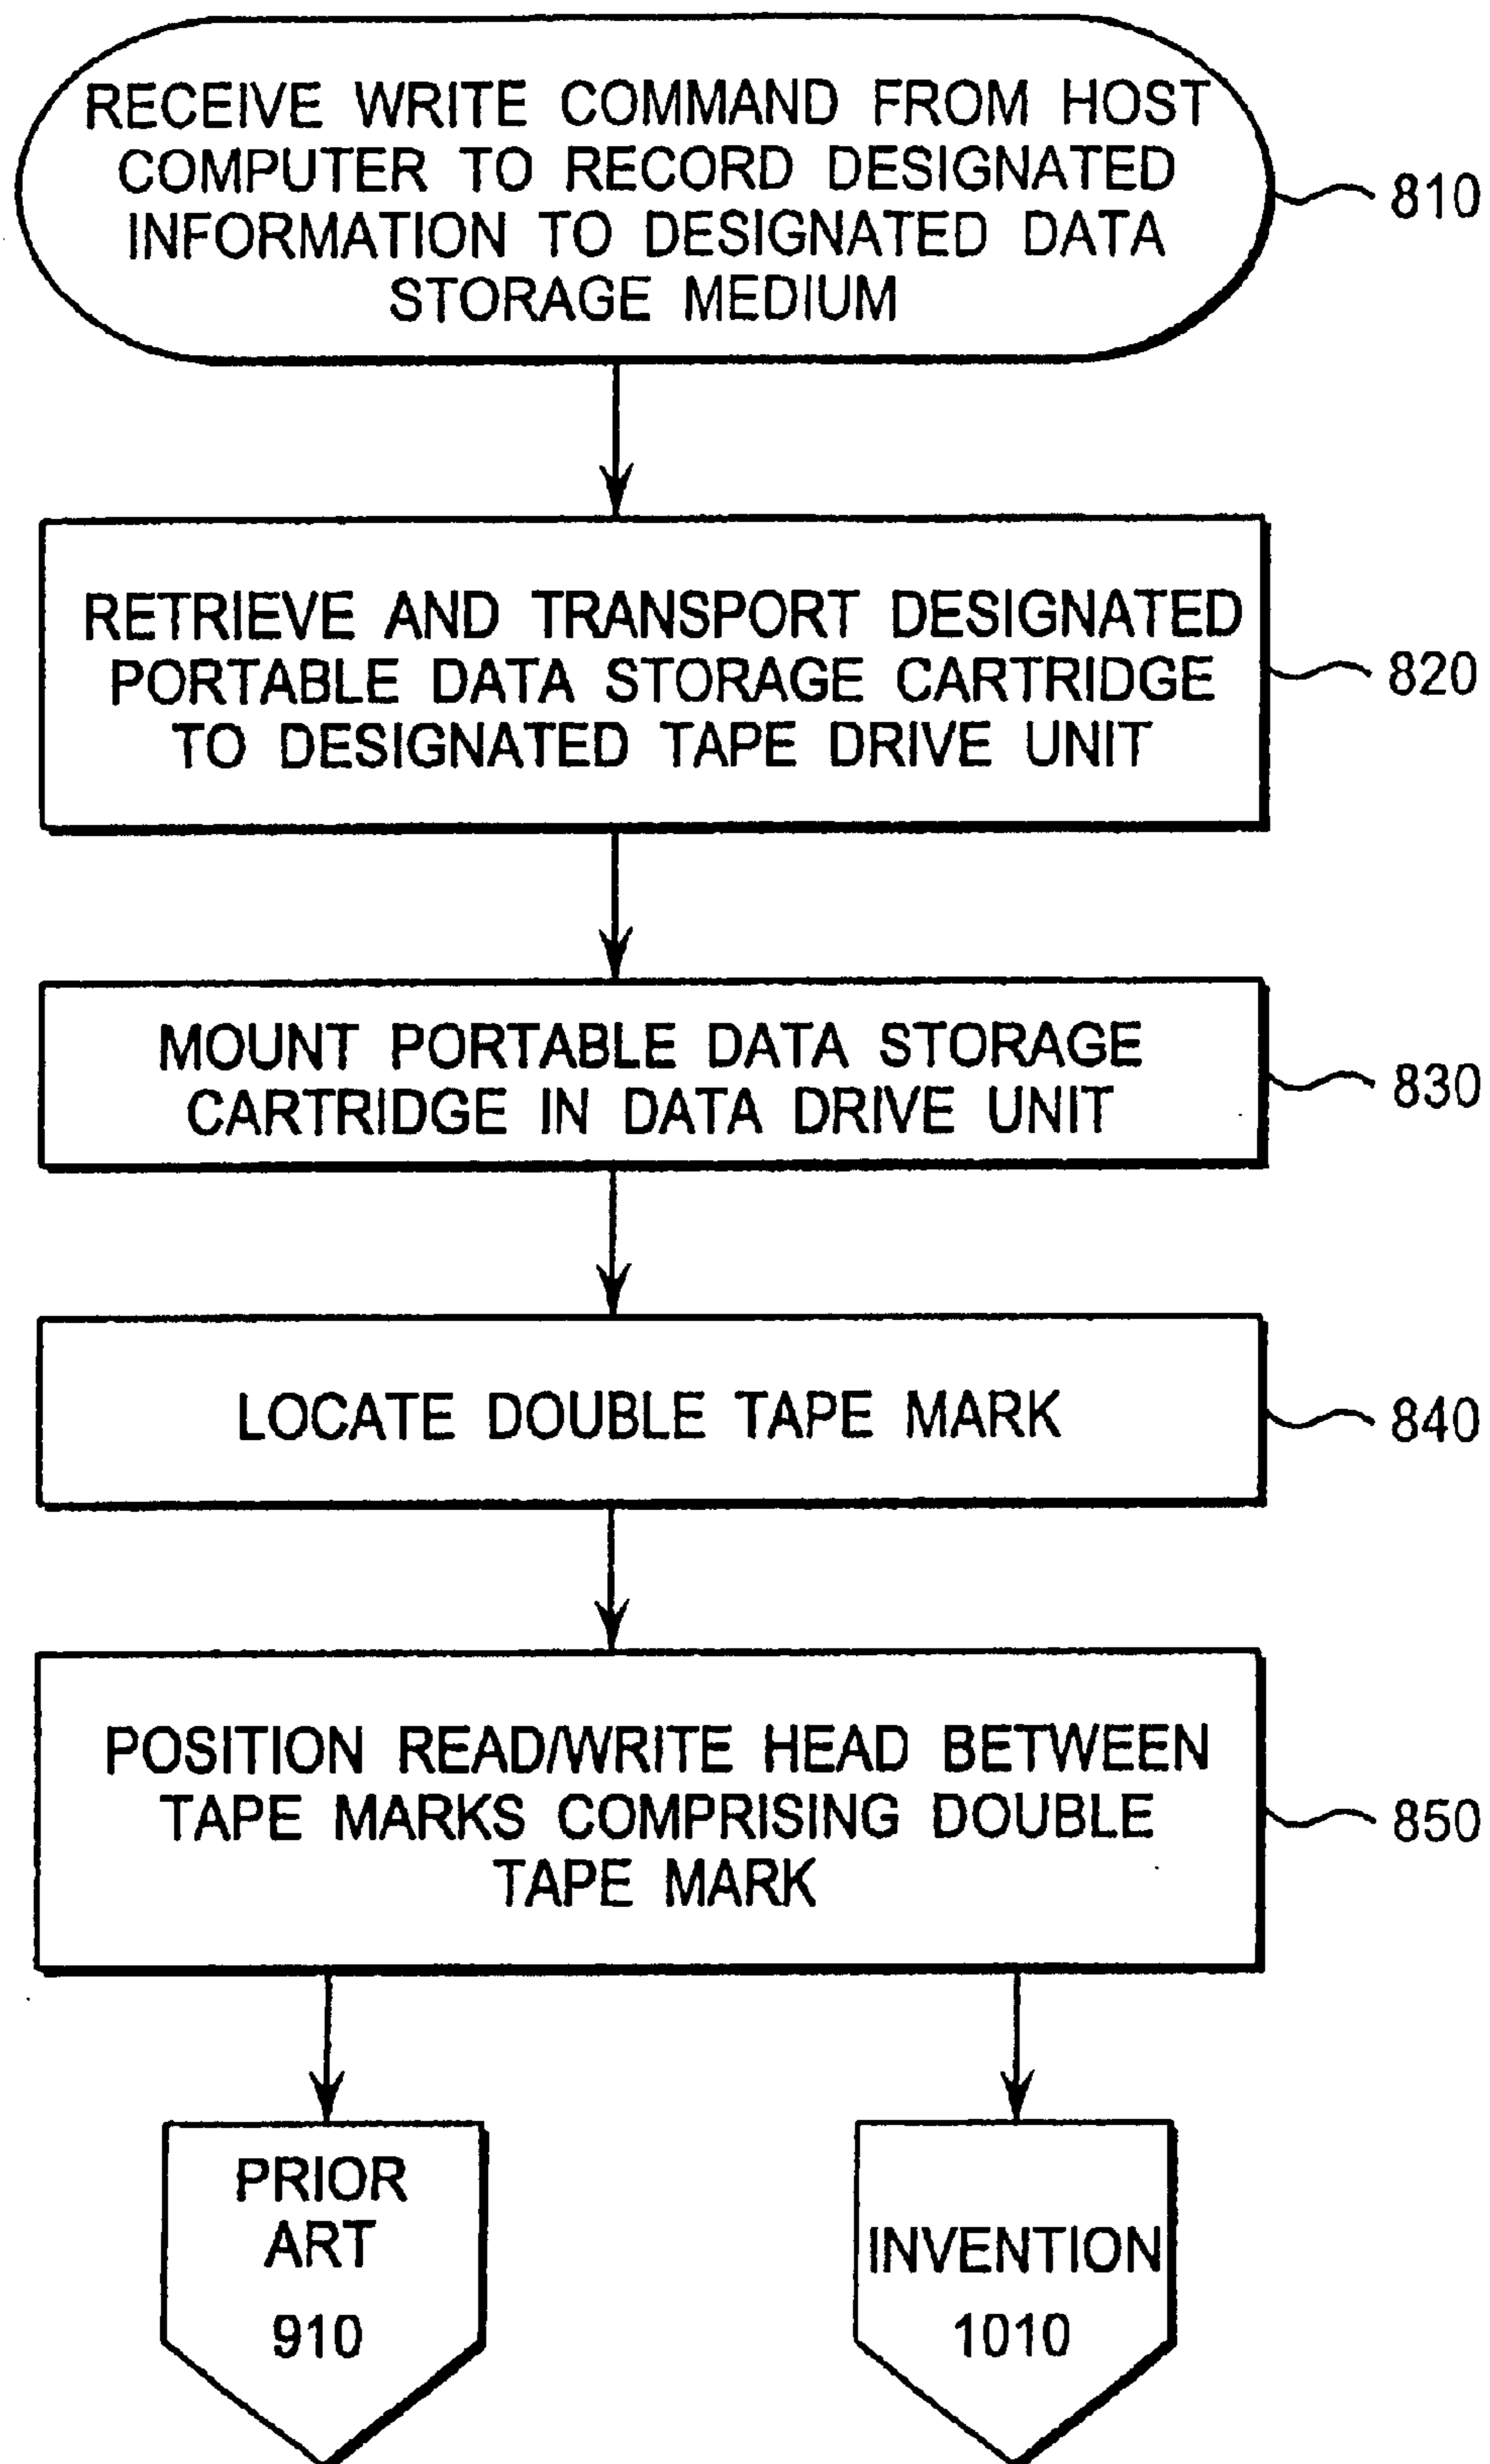 RECEIVE WRITE COMMAND FROM HOST
COMPUTER TO RECORD DESIGNATED
INFORMATION TO DESIGNATED DATA
STORAGE MEDIUM
810
RETRIEVE AND TRANSPORT DESIGNATED
PORTABLE DATA STORAGE CARTRIDGE
TO DESIGNATED TAPE DRIVE UNIT
820
MOUNT PORTABLE DATA STORAGE
CARTRIDGE IN DATA DRIVE UNIT
830
LOCATE DOUBLE TAPE MARK
840
POSITION READ/WRITE HEAD BETWEEN
TAPE MARKS COMPRISING DOUBLE
TAPE MARK
850
PRIOR
ART
910
INVENTION
1010